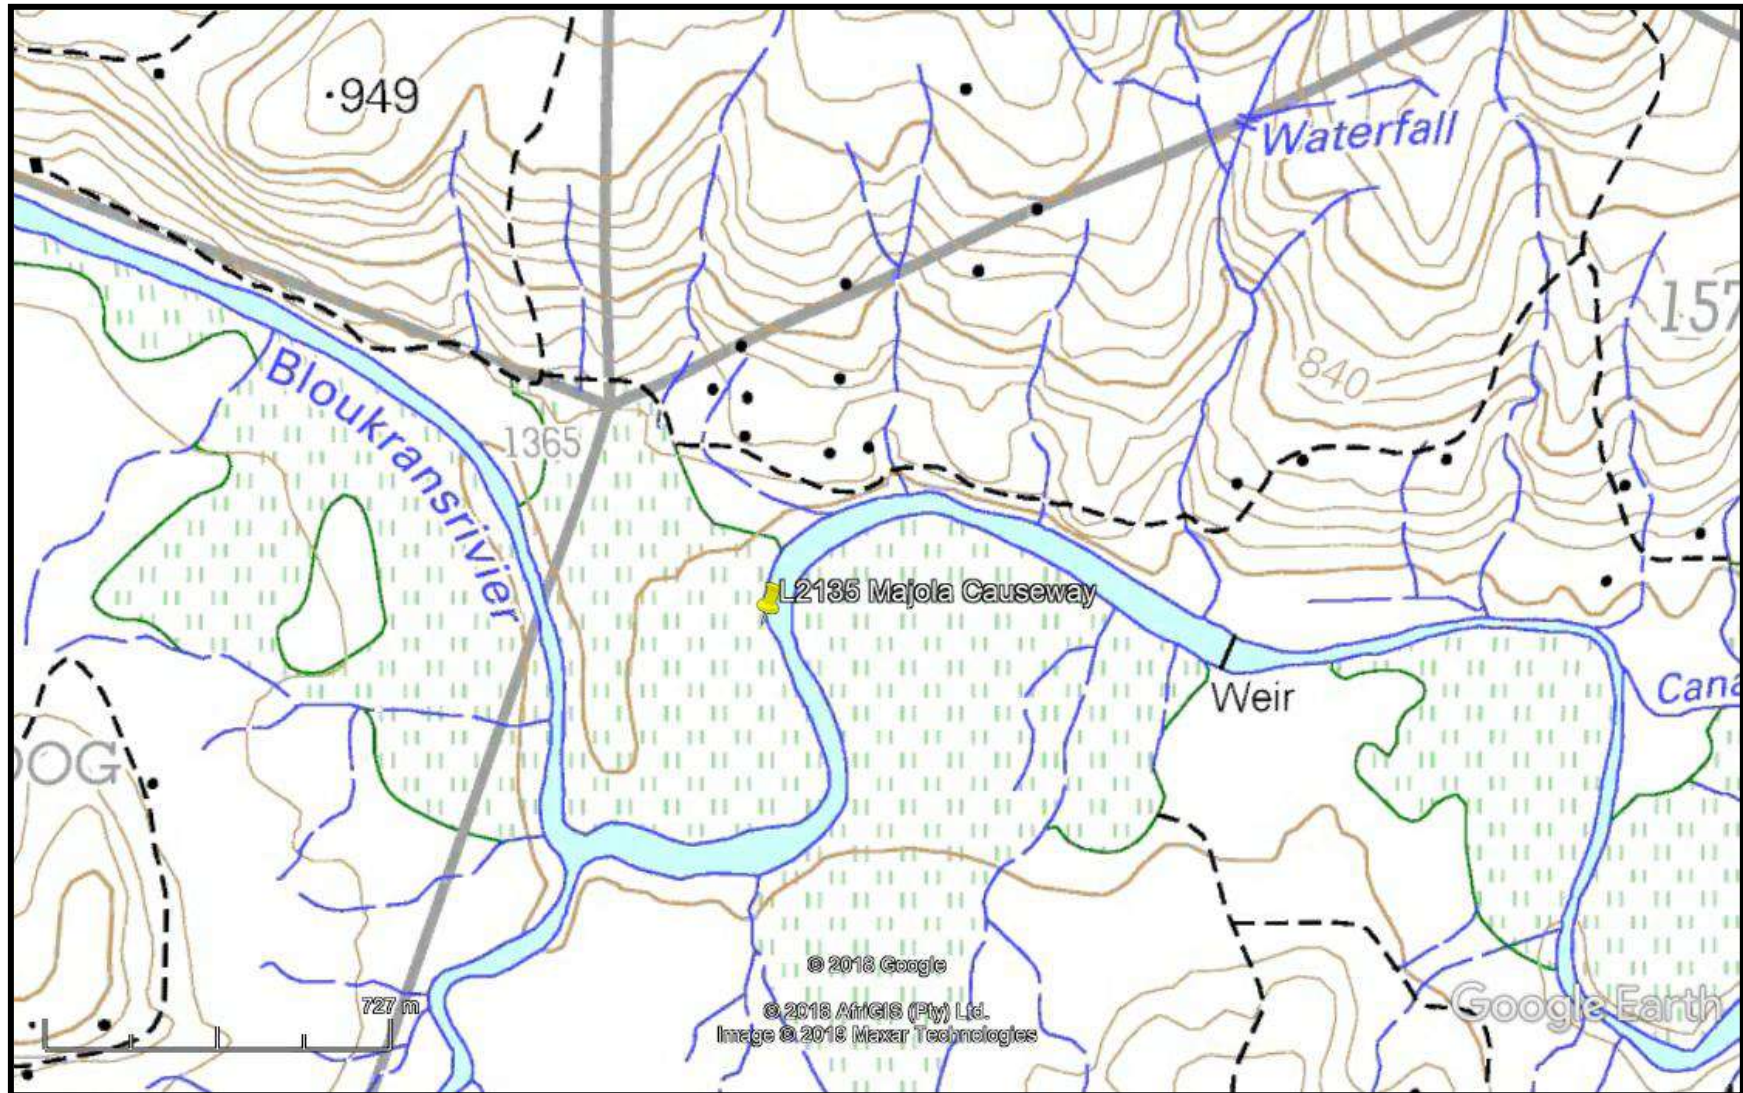 ·949
Waterfall
157
840
Bloukransrivier
1365
L2135 Majola Causeway
Weir
Cana
OOG
© 2018 Google
727 m
© 2018 AfriGIS (Pty) Ltd.
Image © 2019 Maxar Technologies
Google Earth